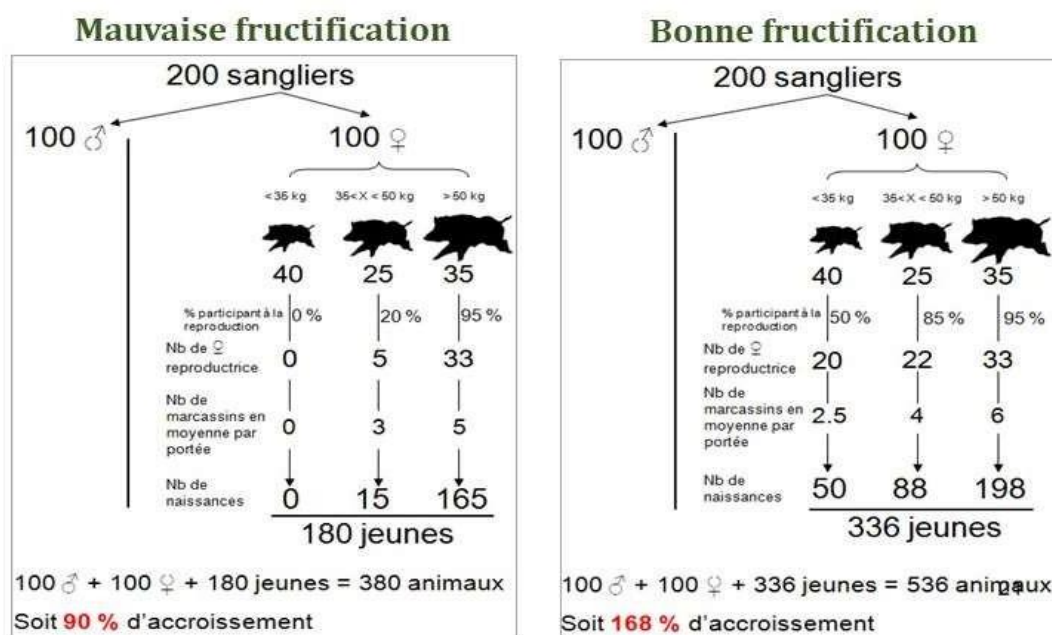 Mauvaise fructification
200 sangliers
100 ♂ 100 ♀
<35 kg 35<X < 50 kg >50 kg
40 25 35
% participant à la
reproduction 0 % 20 % 95 %
Nb de ♀
reproductrice 0 5 33
Nb de
marcassins en
moyenne par
portée 0 3 5
Nb de
naissances 0 15 165
180 jeunes
100 ♂ + 100 ♀ + 180 jeunes = 380 animaux
Soit 90 % d'accroissement
Bonne fructification
200 sangliers
100 ♂ 100 ♀
<35 kg 35<X < 50 kg > 50 kg
40 25 35
% participant à la
reproduction 50 % 85 % 95 %
Nb de ♀
reproductrice 20 22 33
Nb de
marcassins en
moyenne par
portée 2.5 4 6
Nb de
naissances 50 88 198
336 jeunes
100 ♂ + 100 ♀ + 336 jeunes = 536 animaux
Soit 168 % d'accroissement